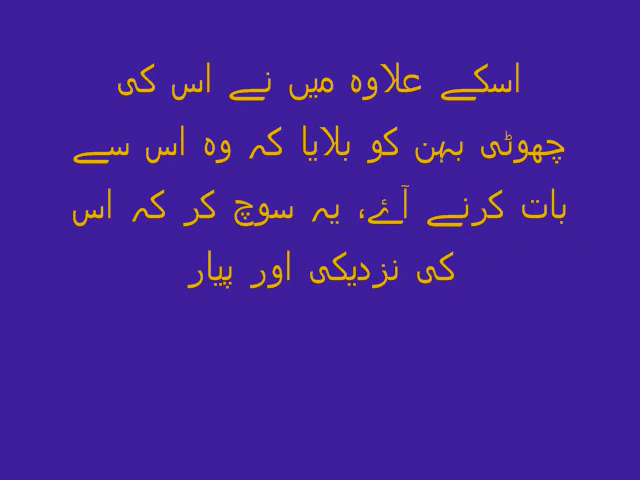 اسکے علاوہ میں نے اس کی
چھوٹی بہن کو بلایا کہ وہ اس سے
بات کرنے آۓ، یہ سوچ کر کہ اس
کی نزدیکی اور پیار